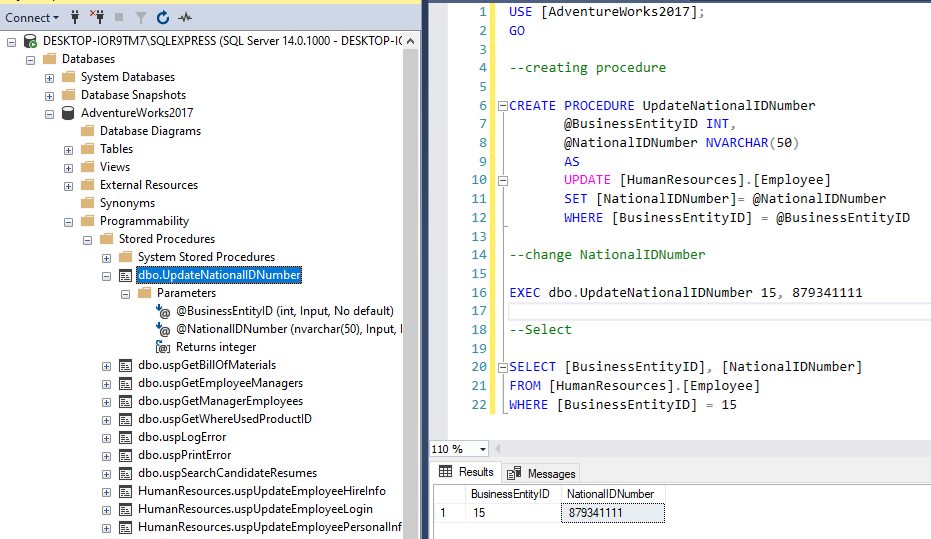 Connect
DESKTOP-IOR9TM7\SQLEXPRESS (SQL Server 14.0.1000 - DESKTOP-IC
Databases
System Databases
Database Snapshots
AdventureWorks2017
Database Diagrams
Tables
Views
External Resources
Synonyms
Programmability
Stored Procedures
System Stored Procedures
dbo.UpdateNationalIDNumber
Parameters
@BusinessEntityID (int, Input, No default)
@NationalIDNumber (nvarchar(50), Input,
Returns integer
dbo.uspGetBillOfMaterials
dbo.uspGetEmployeeManagers
dbo.uspGetManagerEmployees
dbo.uspGetWhereUsedProductID
dbo.uspLogError
dbo.uspPrintError
dbo.uspSearchCandidateResumes
HumanResources.uspUpdateEmployeeHireInfo
HumanResources.uspUpdateEmployeeLogin
HumanResources.uspUpdateEmployeePersonalInf
1 USE [AdventureWorks2017];
2 GO
3
4 --creating procedure
5
6 CREATE PROCEDURE UpdateNationalIDNumber
7 @BusinessEntityID INT,
8 @NationalIDNumber NVARCHAR(50)
9 AS
10 UPDATE [HumanResources].[Employee]
11 SET [NationalIDNumber]= @NationalIDNumber
12 WHERE [BusinessEntityID] = @BusinessEntityID
13
14 --change NationalIDNumber
15
16 EXEC dbo.UpdateNationalIDNumber 15, 879341111
17
18 --Select
19
20 SELECT [BusinessEntityID], [NationalIDNumber]
21 FROM [HumanResources].[Employee]
22 WHERE [BusinessEntityID] = 15
110 %
Results Messages
BusinessEntityID NationalIDNumber
1 15 879341111